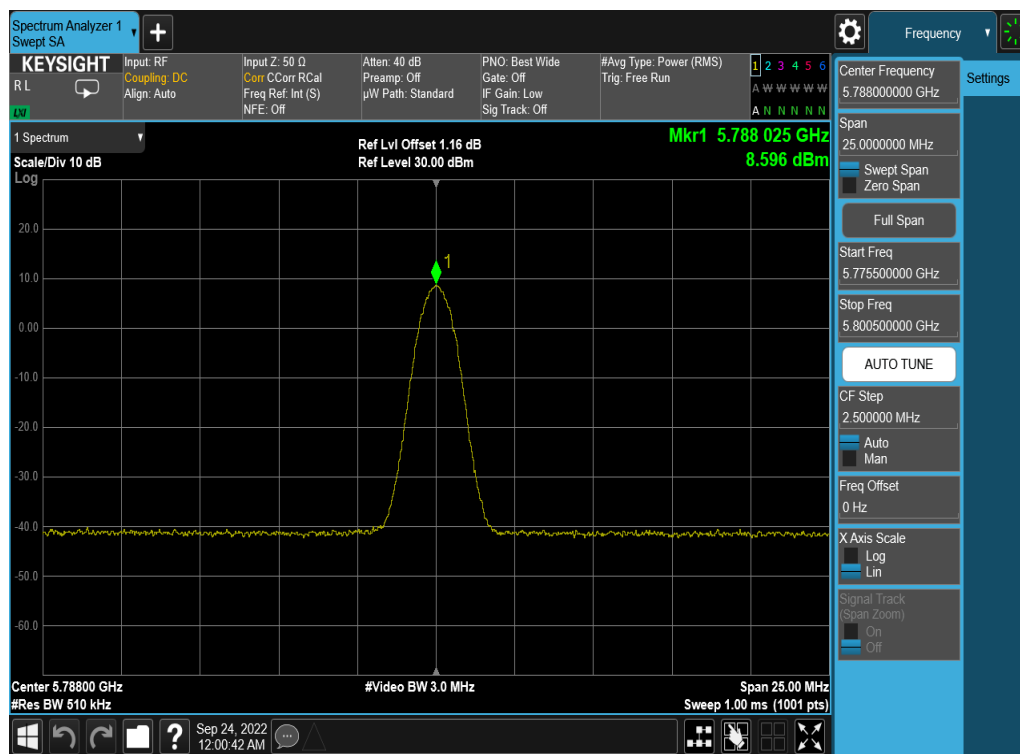 Spectrum Analyzer 1
Swept SA
Frequency
KEYSIGHT
R L
LXI
Input: RF
Coupling: DC
Align: Auto
Input Z: 50 Ω
Corr CCorr RCal
Freq Ref: Int (S)
NFE: Off
Atten: 40 dB
Preamp: Off
µW Path: Standard
PNO: Best Wide
Gate: Off
IF Gain: Low
Sig Track: Off
#Avg Type: Power (RMS)
Trig: Free Run
1 2 3 4 5 6
A W W W W W
A N N N N N
1 Spectrum
Scale/Div 10 dB
Log
Ref Lvl Offset 1.16 dB
Ref Level 30.00 dBm
Mkr1 5.788 025 GHz
8.596 dBm
1
20.0
10.0
0.00
-10.0
-20.0
-30.0
-40.0
-50.0
-60.0
Center 5.78800 GHz
#Res BW 510 kHz
#Video BW 3.0 MHz
Span 25.00 MHz
Sweep 1.00 ms (1001 pts)
Center Frequency
5.788000000 GHz
Settings
Span
25.0000000 MHz
Swept Span
Zero Span
Full Span
Start Freq
5.775500000 GHz
Stop Freq
5.800500000 GHz
AUTO TUNE
CF Step
2.500000 MHz
Auto
Man
Freq Offset
0 Hz
X Axis Scale
Log
Lin
Signal Track
(Span Zoom)
On
Off
?
Sep 24, 2022
12:00:42 AM